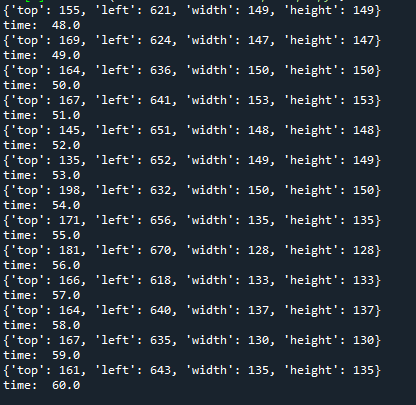 {'top': 155, 'left': 621, 'width': 149, 'height': 149}
time:  48.0
{'top': 169, 'left': 624, 'width': 147, 'height': 147}
time:  49.0
{'top': 164, 'left': 636, 'width': 150, 'height': 150}
time:  50.0
{'top': 167, 'left': 641, 'width': 153, 'height': 153}
time:  51.0
{'top': 145, 'left': 651, 'width': 148, 'height': 148}
time:  52.0
{'top': 135, 'left': 652, 'width': 149, 'height': 149}
time:  53.0
{'top': 198, 'left': 632, 'width': 150, 'height': 150}
time:  54.0
{'top': 171, 'left': 656, 'width': 135, 'height': 135}
time:  55.0
{'top': 181, 'left': 670, 'width': 128, 'height': 128}
time:  56.0
{'top': 166, 'left': 618, 'width': 133, 'height': 133}
time:  57.0
{'top': 164, 'left': 640, 'width': 137, 'height': 137}
time:  58.0
{'top': 167, 'left': 635, 'width': 130, 'height': 130}
time:  59.0
{'top': 161, 'left': 643, 'width': 135, 'height': 135}
time:  60.0